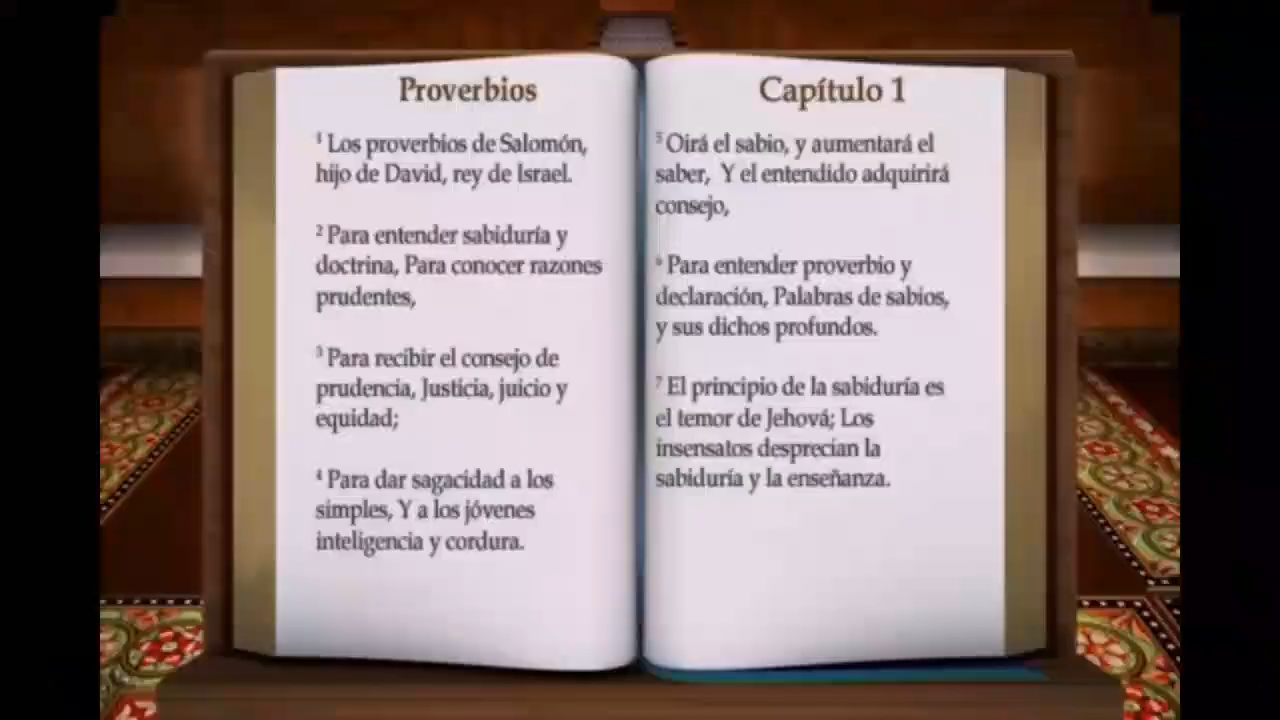 Proverbios
¹ Los proverbios de Salomón,
hijo de David, rey de Israel.
² Para entender sabiduría y
doctrina, Para conocer razones
prudentes,
³ Para recibir el consejo de
prudencia, Justicia, juicio y
equidad;
⁴ Para dar sagacidad a los
simples, Y a los jóvenes
inteligencia y cordura.
Capítulo 1
⁵ Oirá el sabio, y aumentará el
saber, Y el entendido adquirirá
consejo,
⁶ Para entender proverbio y
declaración, Palabras de sabios,
y sus dichos profundos.
⁷ El principio de la sabiduría es
el temor de Jehová; Los
insensatos desprecian la
sabiduría y la enseñanza.